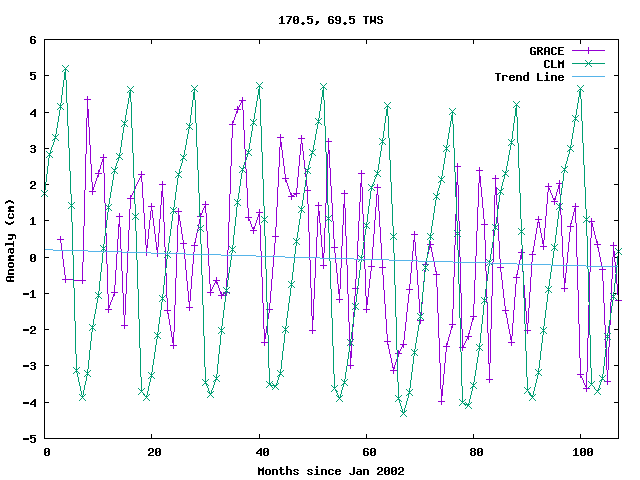 170.5, 69.5 TWS
GRACE
CLM
Trend Line
6
5
4
3
2
1
0
-1
-2
-3
-4
-5
Anomaly (cm)
0 20 40 60 80 100
Months since Jan 2002